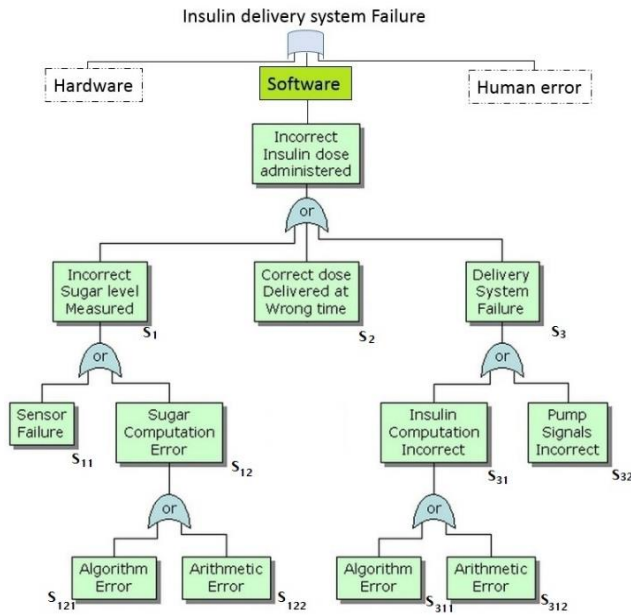 Insulin delivery system Failure
Hardware
Software
Human error
Incorrect
Insulin dose
administered
or
Incorrect
Sugar level
Measured
S1
Correct dose
Delivered at
Wrong time
S2
Delivery
System
Failure
S3
or
or
Sensor
Failure
S11
Sugar
Computation
Error
S12
Insulin
Computation
Incorrect
S31
Pump
Signals
Incorrect
S32
or
or
Algorithm
Error
S121
Arithmetic
Error
S122
Algorithm
Error
S311
Arithmetic
Error
S312